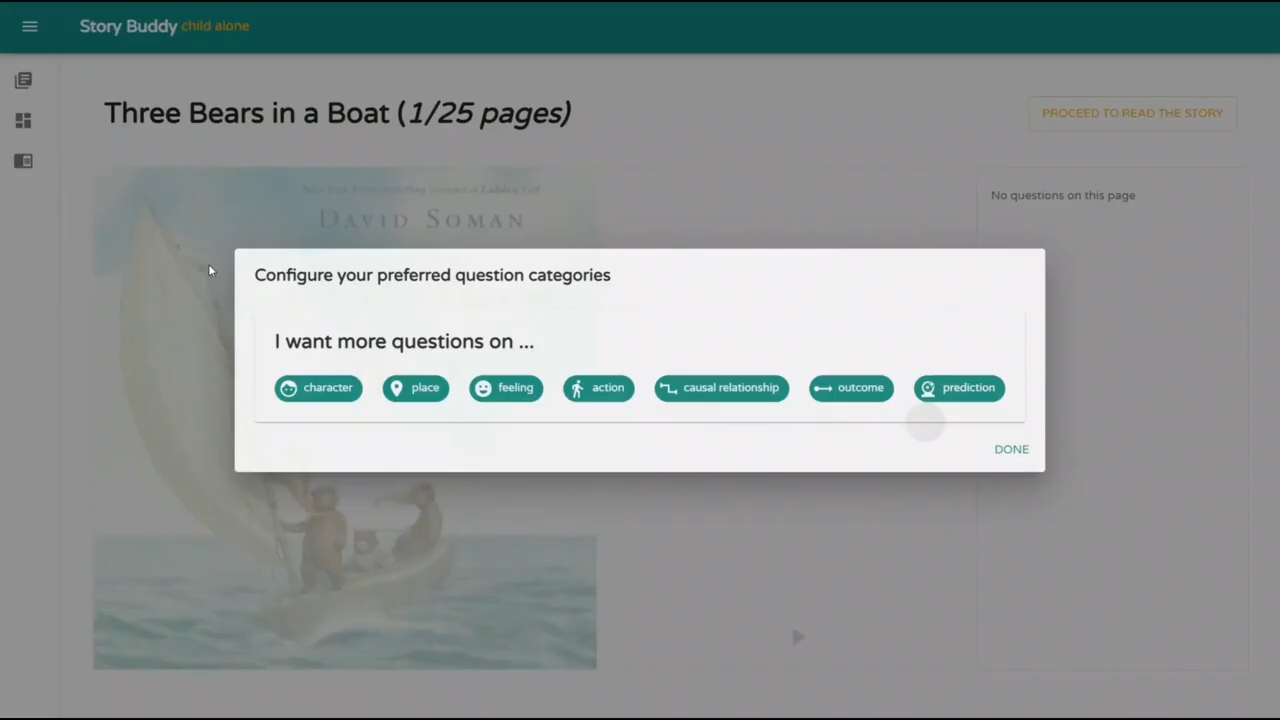 Story Buddy child alone
Three Bears in a Boat (1/25 pages)
PROCEED TO READ THE STORY
DAVID SOMAN
No questions on this page
Configure your preferred question categories
I want more questions on ...
character place feeling action causal relationship outcome prediction
DONE